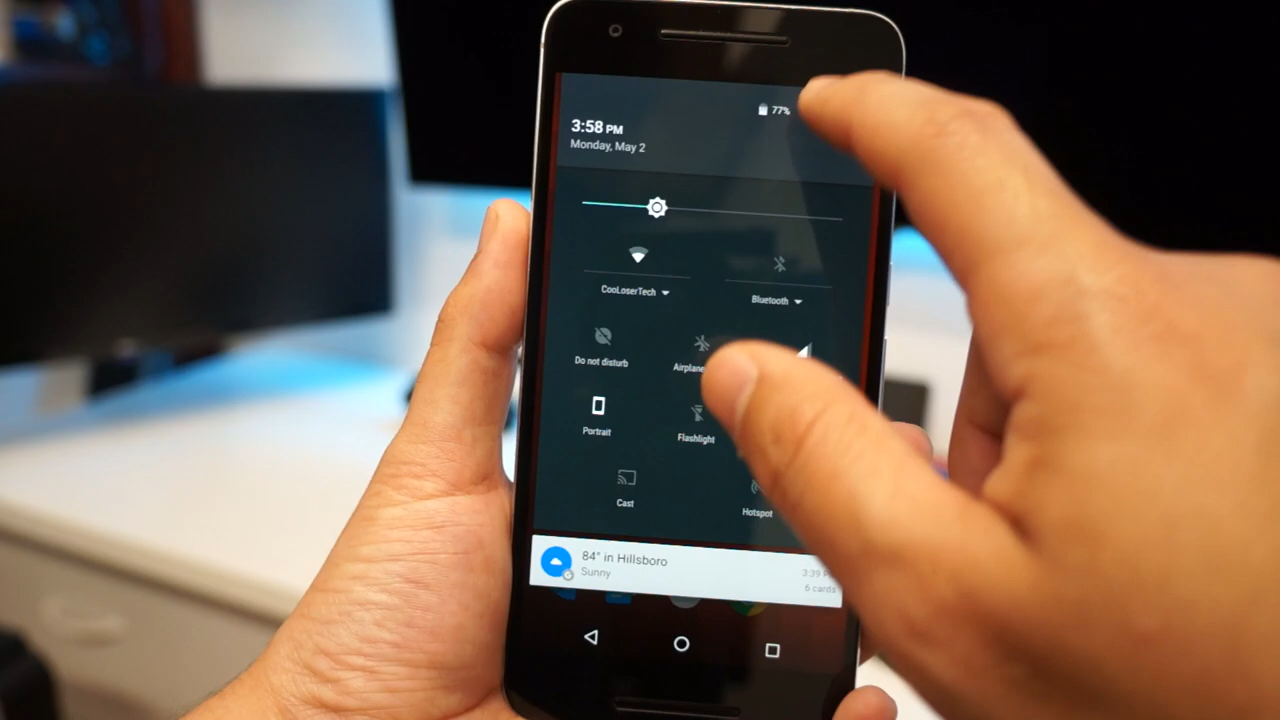 77%
3:58 PM
Monday, May 2
CooLoserTech
Bluetooth
Do not disturb
Airplane
Portrait
Flashlight
Cast
Hotspot
84° in Hillsboro
Sunny
3:39 P
6 cards